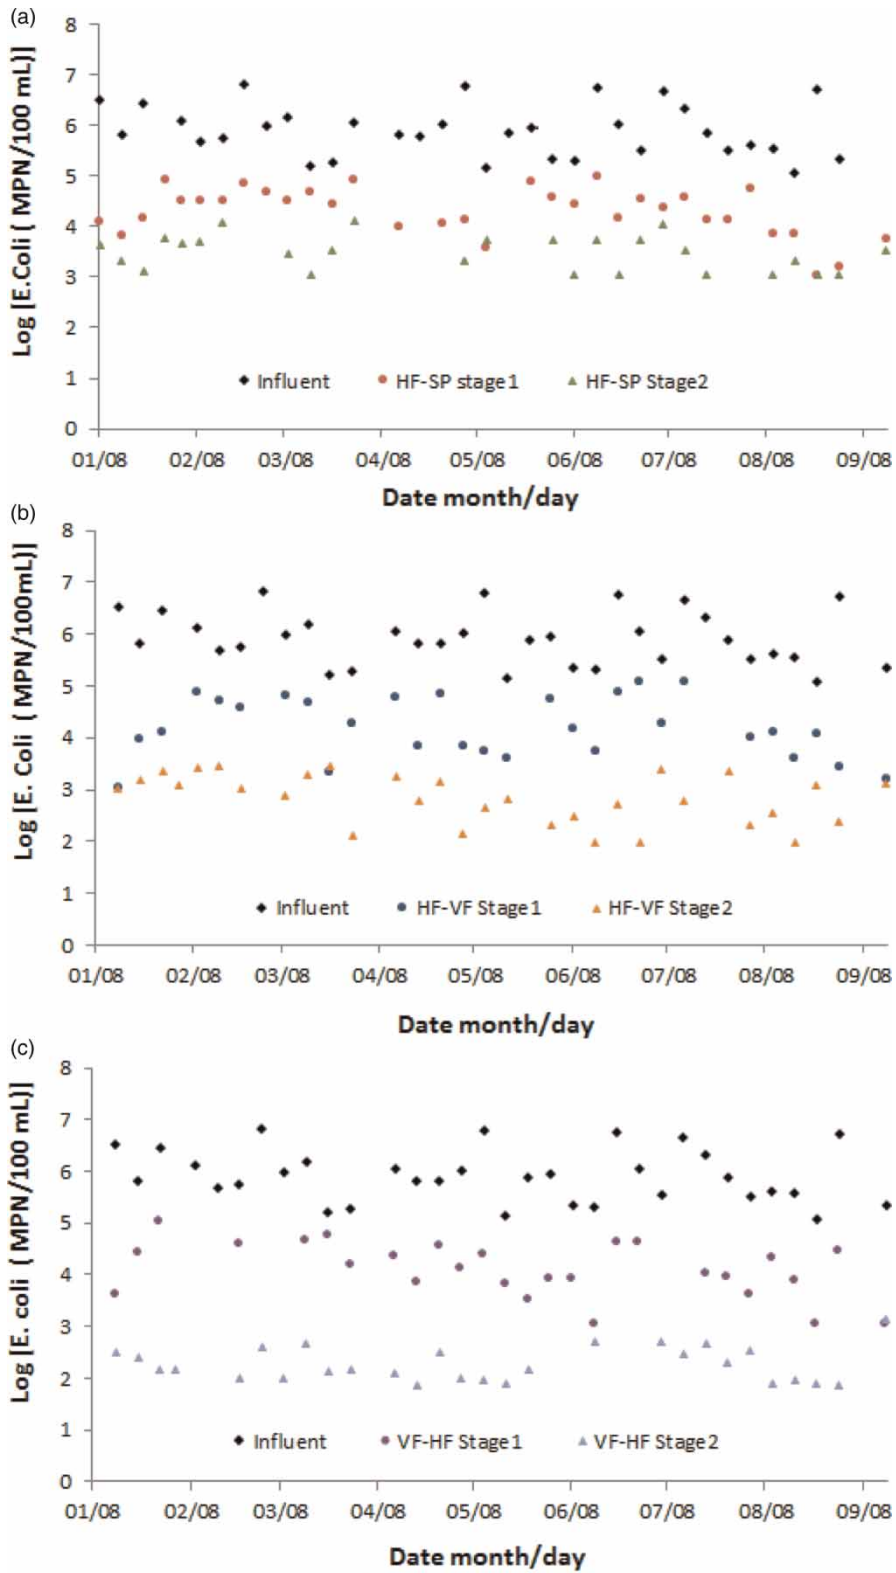 (a)
8
7
6
5
4
3
2
1
0
Log [E.Coli ( MPN/100 mL)]
Influent HF-SP stage1 HF-SP Stage2
01/08 02/08 03/08 04/08 05/08 06/08 07/08 08/08 09/08
Date month/day
(b)
8
7
6
5
4
3
2
1
0
Log [E. Coli ( MPN/100mL)]
Influent HF-VF Stage1 HF-VF Stage2
01/08 02/08 03/08 04/08 05/08 06/08 07/08 08/08 09/08
Date month/day
(c)
8
7
6
5
4
3
2
1
0
Log [E. coli ( MPN/100 mL)]
Influent VF-HF Stage1 VF-HF Stage2
01/08 02/08 03/08 04/08 05/08 06/08 07/08 08/08 09/08
Date month/day